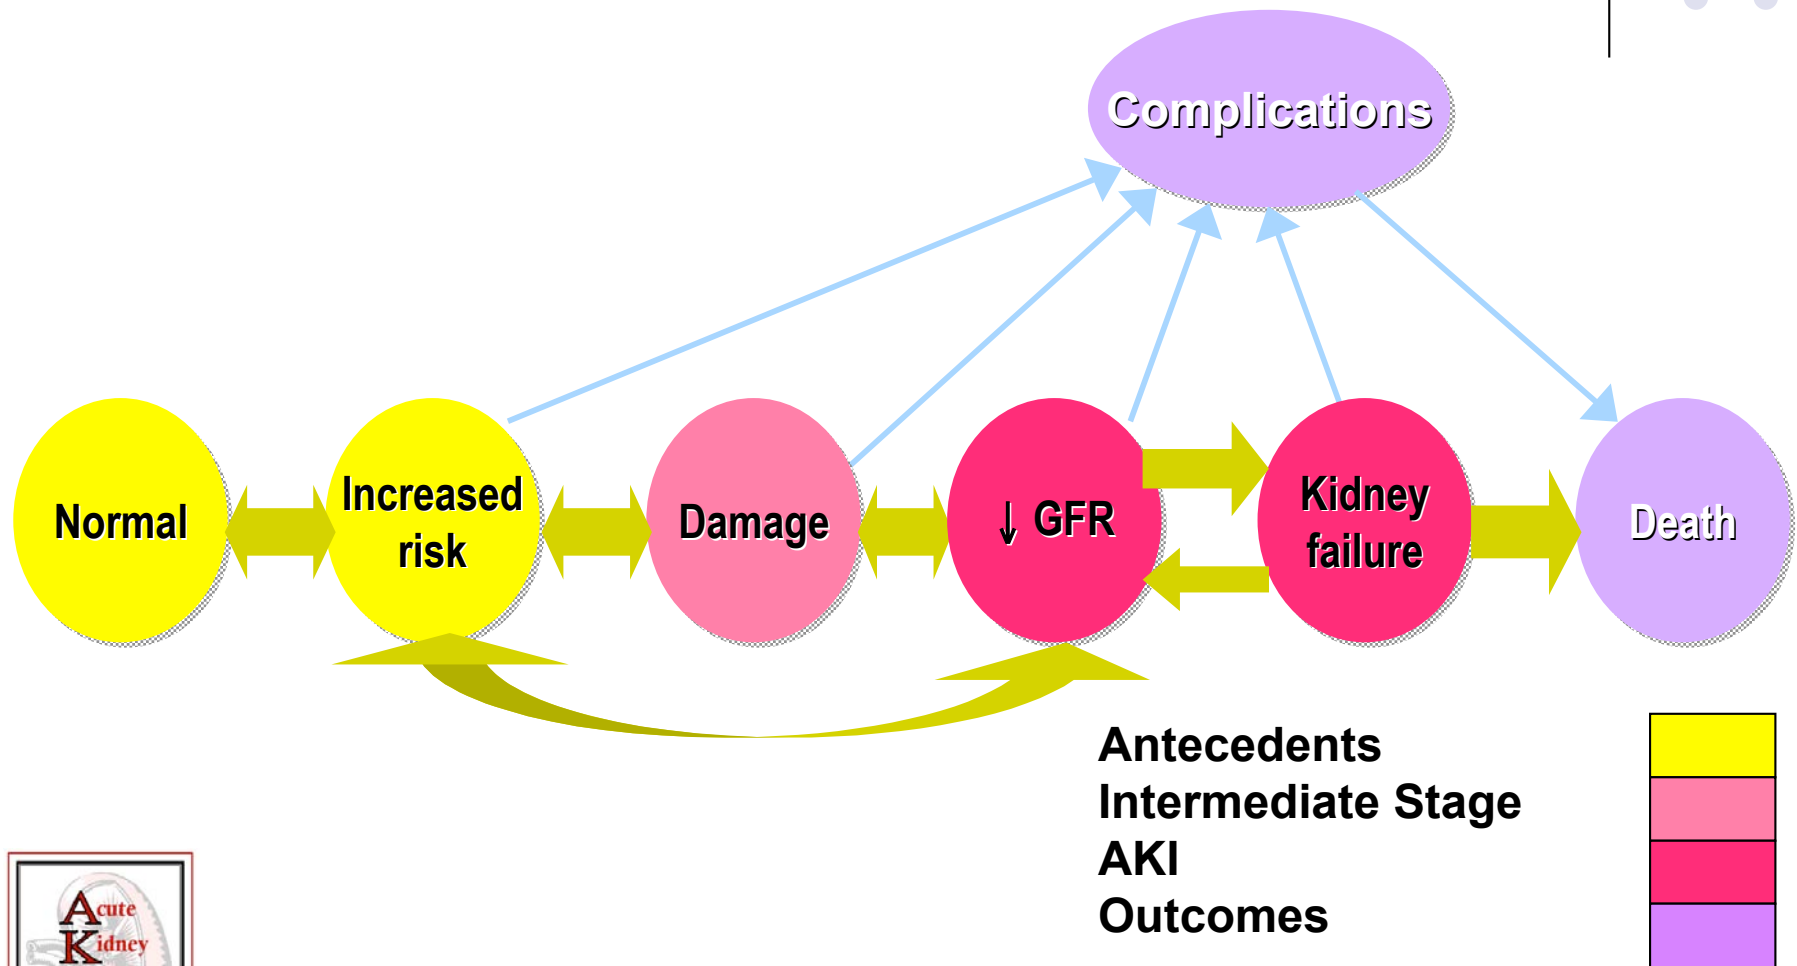 Complications
Normal
Increased
risk
Damage
↓ GFR
Kidney
failure
Death
Antecedents
Intermediate Stage
AKI
Outcomes
Acute
Kidney